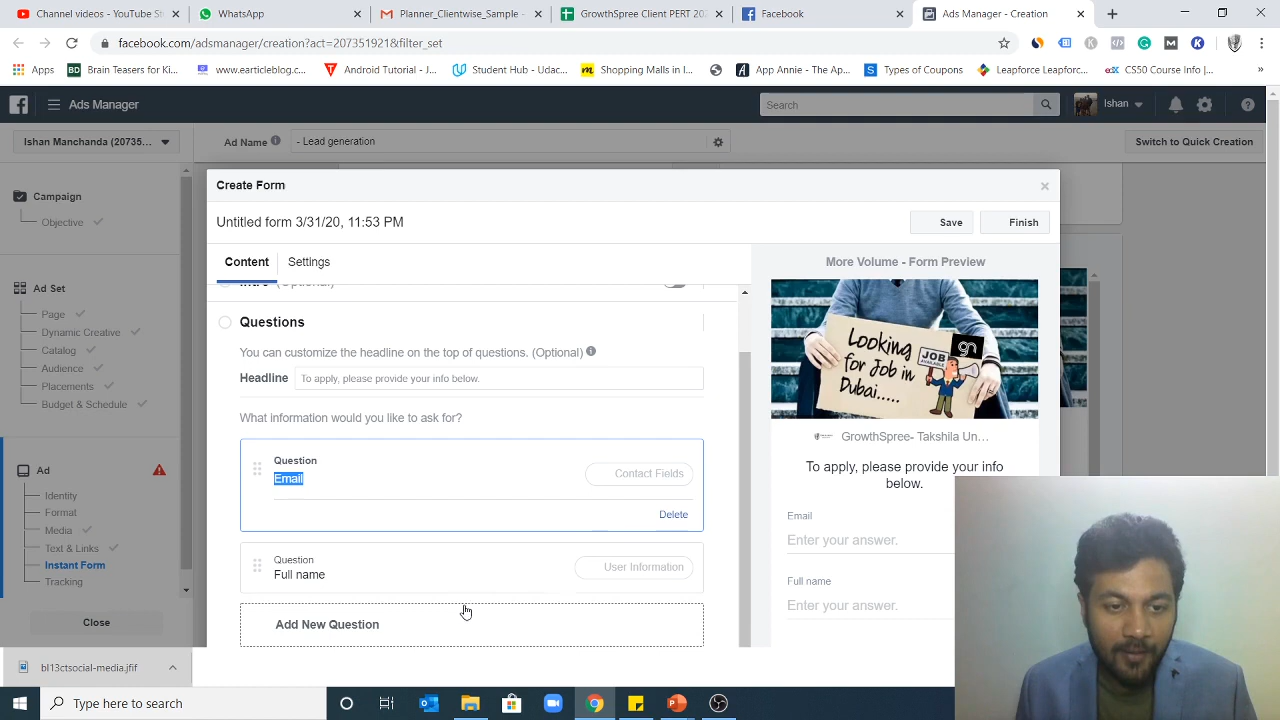 WhatsApp
Planner_Clientwise_Sample -
GrowthSpree Client PERT 202
Facebook
Ads Manager - Creation
facebook.com/adsmanager/creation?act=20735182&filter_set
Apps
Brain Teasers for Ki...
www.earticleblog.c...
Android Tutorial - J...
Student Hub - Udac...
Shopping Malls in I...
App Annie - The Ap...
Types of Coupons
Leapforce Leapforc...
CS50 Course Info |...
Ads Manager
Search
Ishan
Ishan Manchanda (20735...
Ad Name
- Lead generation
Switch to Quick Creation
Campaign
Objective
Ad Set
Page
Dynamic Creative
Catalog
Audience
Placements
Budget & Schedule
Ad
Identity
Format
Media
Text & Links
Instant Form
Tracking
Close
Create Form
Untitled form 3/31/20, 11:53 PM
Save
Finish
Content
Settings
Intro (Optional)
Questions
You can customize the headline on the top of questions. (Optional)
Headline
To apply, please provide your info below.
What information would you like to ask for?
Question
Email
Contact Fields
Delete
Question
Full name
User Information
Add New Question
More Volume - Form Preview
Looking
for Job in
Dubai.....
JOB
AVAILABLE
gn
GrowthSpree- Takshila Un...
To apply, please provide your info
below.
Email
Enter your answer.
Full name
Enter your answer.
bl13ctsocial-media.jfif
Type here to search